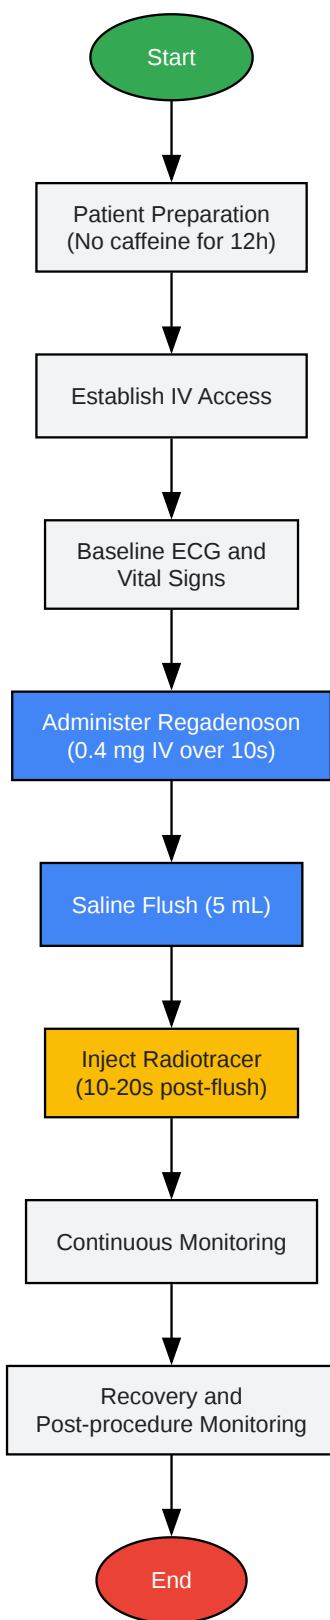 Start
Patient Preparation
(No caffeine for 12h)
Establish IV Access
Baseline ECG and
Vital Signs
Administer Regadenoson
(0.4 mg IV over 10s)
Saline Flush (5 mL)
Inject Radiotracer
(10-20s post-flush)
Continuous Monitoring
Recovery and
Post-procedure Monitoring
End